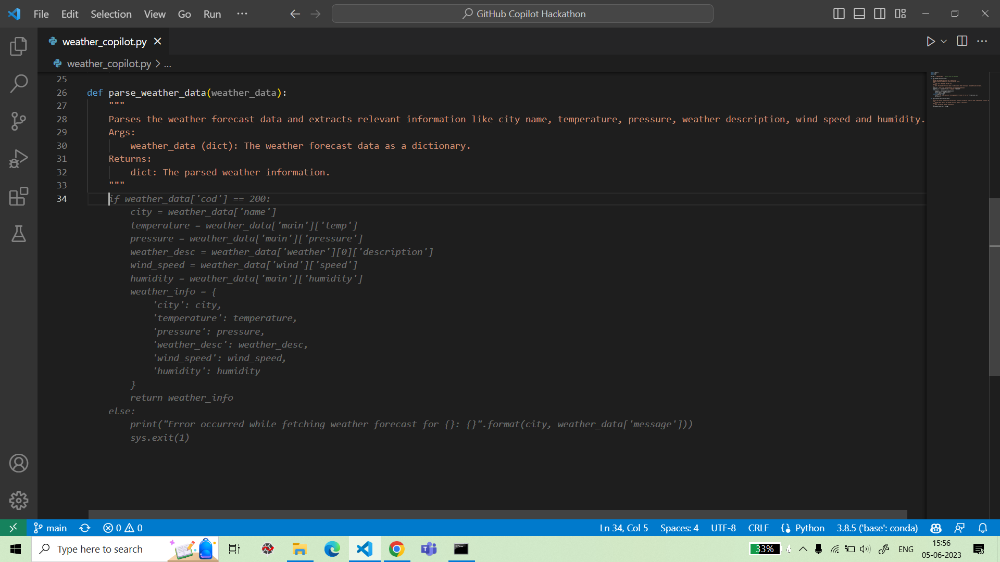 File Edit Selection View Go Run ... GitHub Copilot Hackathon
weather_copilot.py
weather_copilot.py > ...
25
26 def parse_weather_data(weather_data):
27 """
28 Parses the weather forecast data and extracts relevant information like city name, temperature, pressure, weather description, wind speed and humidity.
29 Args:
30 weather_data (dict): The weather forecast data as a dictionary.
31 Returns:
32 dict: The parsed weather information.
33 """
34 if weather_data['cod'] == 200:
city = weather_data['name']
temperature = weather_data['main']['temp']
pressure = weather_data['main']['pressure']
weather_desc = weather_data['weather'][0]['description']
wind_speed = weather_data['wind']['speed']
humidity = weather_data['main']['humidity']
weather_info = {
'city': city,
'temperature': temperature,
'pressure': pressure,
'weather_desc': weather_desc,
'wind_speed': wind_speed,
'humidity': humidity
}
return weather_info
else:
print("Error occurred while fetching weather forecast for {}: {}".format(city, weather_data['message']))
sys.exit(1)
main 0 0 Ln 34, Col 5 Spaces: 4 UTF-8 CRLF Python 3.8.5 ('base': conda)
Type here to search 33% ENG 15:56
05-06-2023